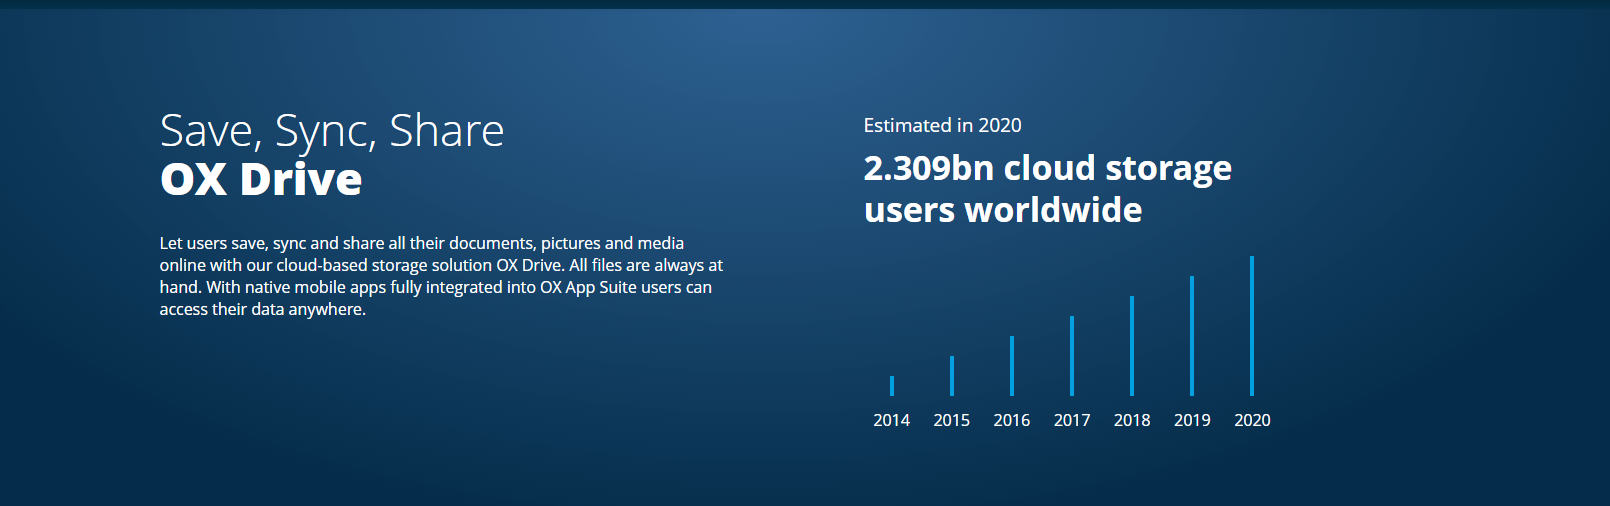 Save, Sync, Share
OX Drive
Let users save, sync and share all their documents, pictures and media
online with our cloud-based storage solution OX Drive. All files are always at
hand. With native mobile apps fully integrated into OX App Suite users can
access their data anywhere.
Estimated in 2020
2.309bn cloud storage
users worldwide
2014 2015 2016 2017 2018 2019 2020